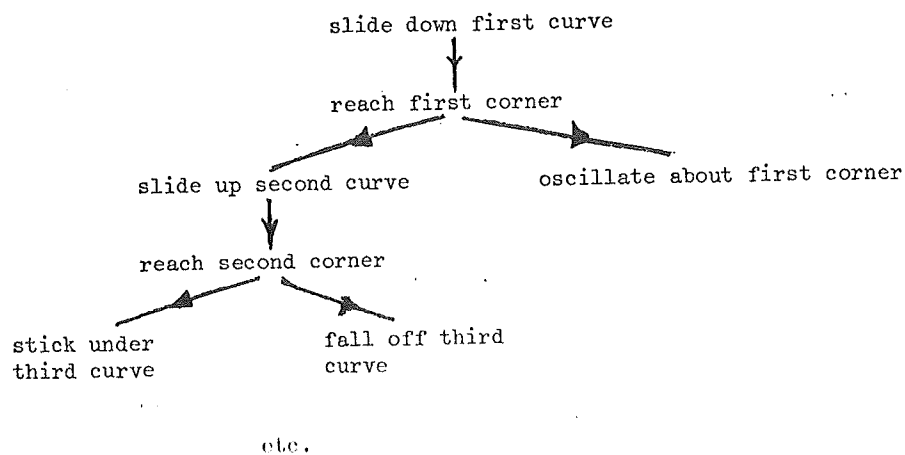 slide down first curve
reach first corner
slide up second curve
oscillate about first corner
reach second corner
stick under
third curve
fall off third
curve
etc.